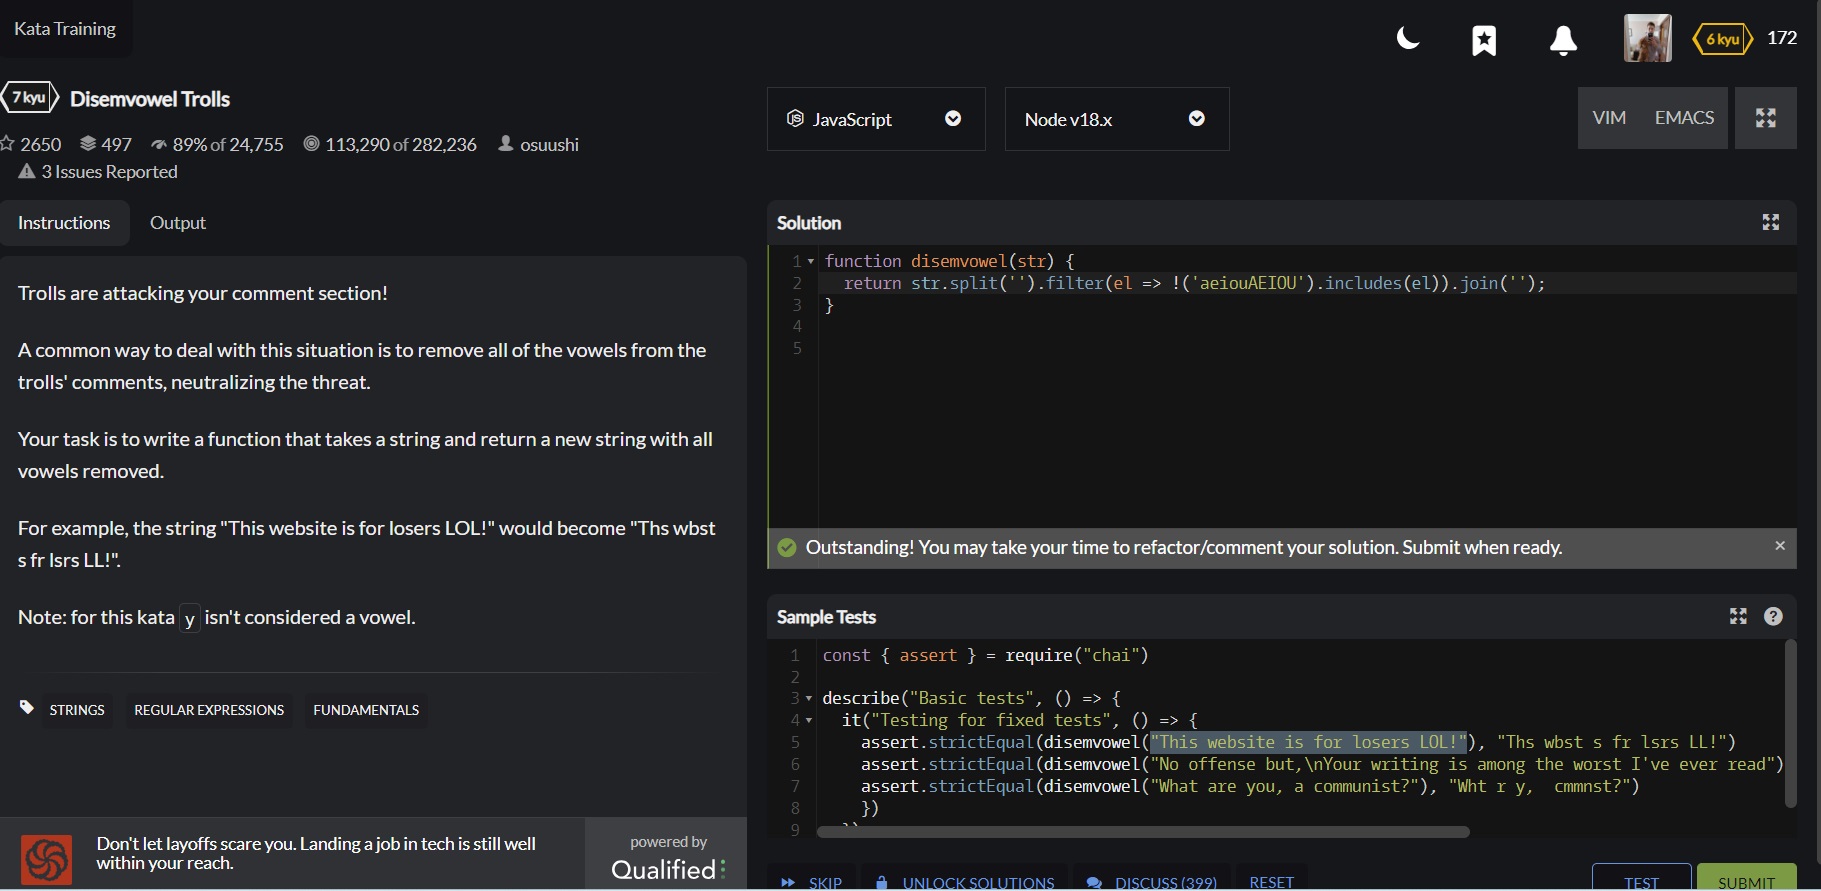 Kata Training
6 kyu 172
7 kyu Disemvowel Trolls
2650 497 89% of 24,755 113,290 of 282,236 osuushi
3 Issues Reported
JavaScript
Node v18.x
VIM EMACS
Instructions Output
Trolls are attacking your comment section!
A common way to deal with this situation is to remove all of the vowels from the
trolls' comments, neutralizing the threat.
Your task is to write a function that takes a string and return a new string with all
vowels removed.
For example, the string "This website is for losers LOL!" would become "Ths wbst
s fr lsrs LL!".
Note: for this kata y isn't considered a vowel.
STRINGS REGULAR EXPRESSIONS FUNDAMENTALS
Don't let layoffs scare you. Landing a job in tech is still well
within your reach.
powered by
Qualified
Solution
1 function disemvowel(str) {
2 return str.split('').filter(el => !('aeiouAEIOU').includes(el)).join('');
3 }
4
5
Outstanding! You may take your time to refactor/comment your solution. Submit when ready. ×
Sample Tests
1 const { assert } = require("chai")
2
3 describe("Basic tests", () => {
4 it("Testing for fixed tests", () => {
5 assert.strictEqual(disemvowel("This website is for losers LOL!"), "Ths wbst s fr lsrs LL!")
6 assert.strictEqual(disemvowel("No offense but,\nYour writing is among the worst I've ever read")
7 assert.strictEqual(disemvowel("What are you, a communist?"), "Wht r y,  cmmnst?")
8 })
9
SKIP UNLOCK SOLUTIONS DISCUSS (399) RESET TEST SUBMIT